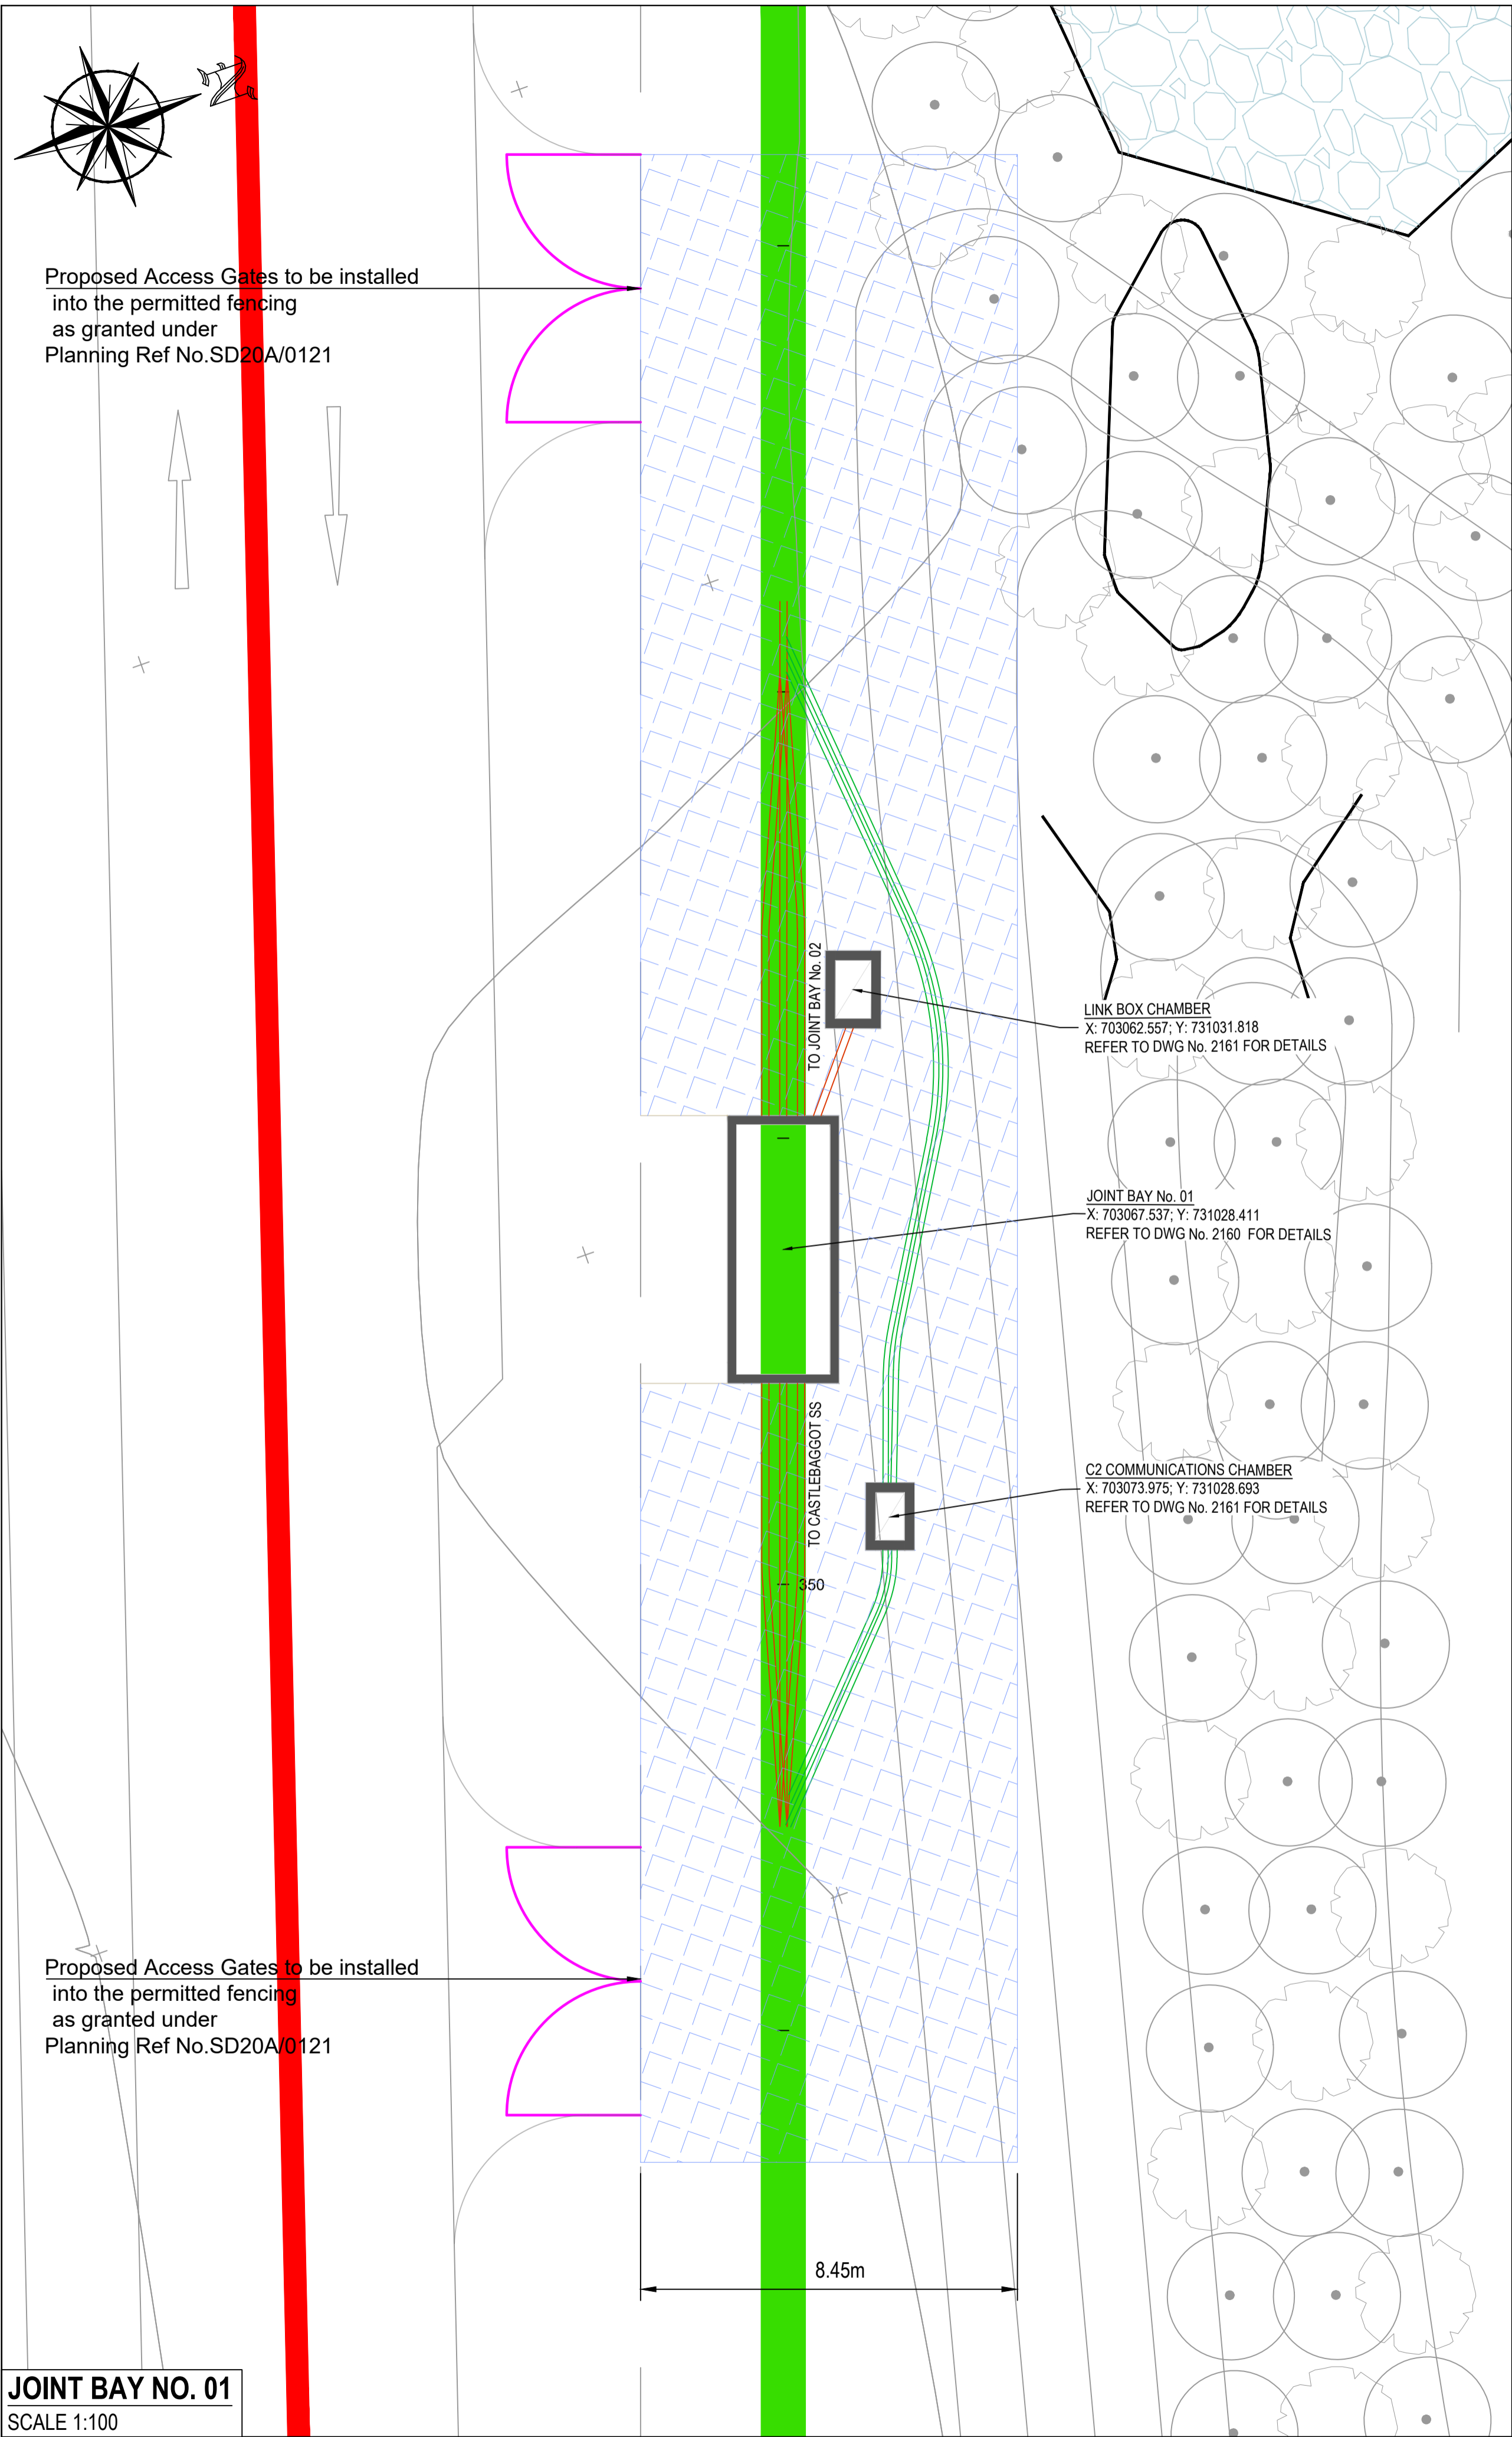 N
Proposed Access Gates to be installed
into the permitted fencing
as granted under
Planning Ref No.SD20A/0121
TO JOINT BAY No. 02
LINK BOX CHAMBER
X: 703062.557; Y: 731031.818
REFER TO DWG No. 2161 FOR DETAILS
JOINT BAY No. 01
X: 703067.537; Y: 731028.411
REFER TO DWG No. 2160 FOR DETAILS
TO CASTLEBAGGOT SS
C2 COMMUNICATIONS CHAMBER
X: 703073.975; Y: 731028.693
REFER TO DWG No. 2161 FOR DETAILS
350
Proposed Access Gates to be installed
into the permitted fencing
as granted under
Planning Ref No.SD20A/0121
8.45m
JOINT BAY NO. 01
SCALE 1:100